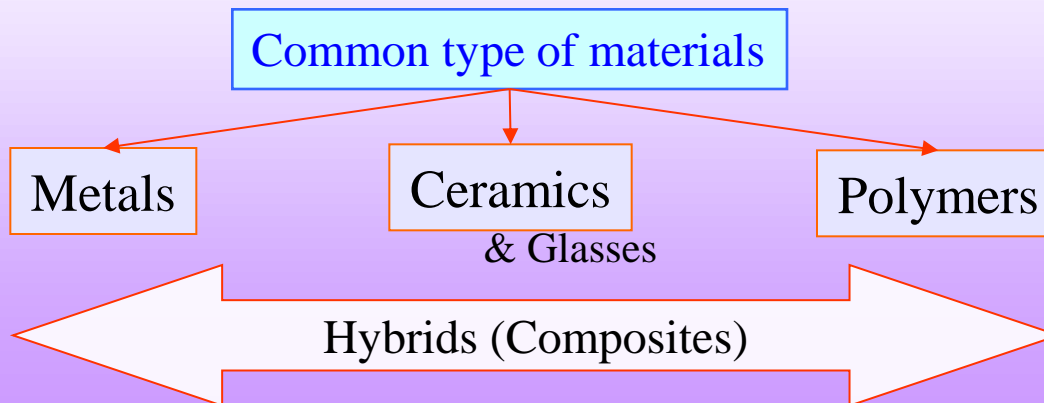 Common type of materials
Metals
Ceramics
Polymers
& Glasses
Hybrids (Composites)